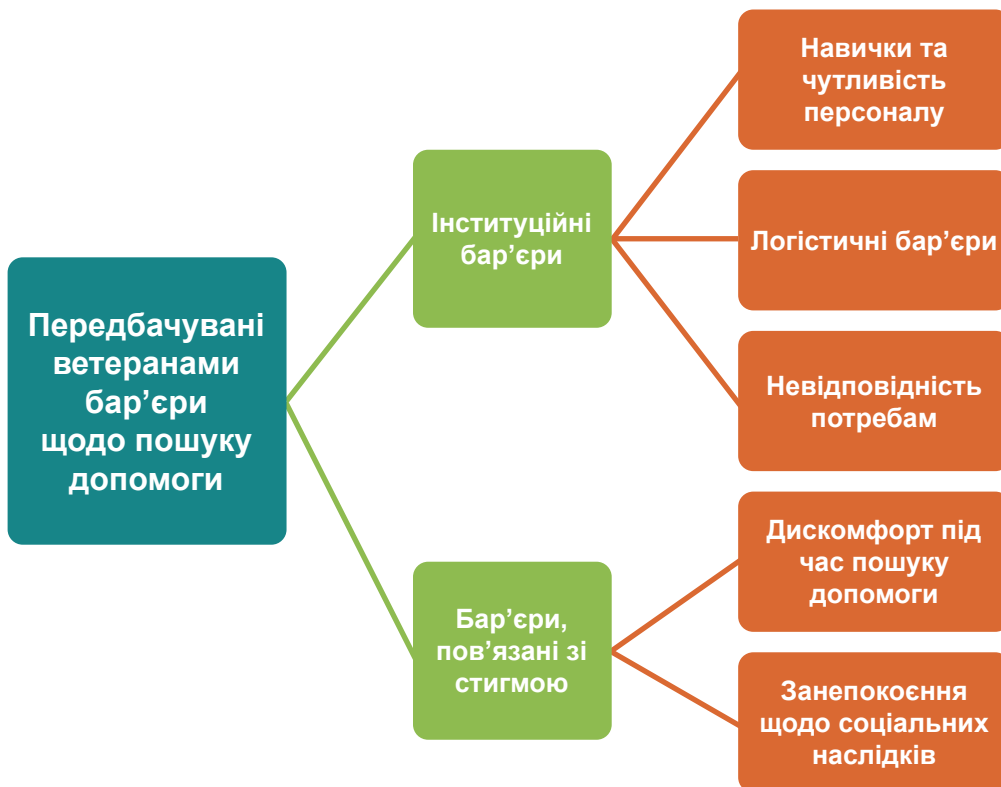 Передбачувані
ветеранами
бар’єри
щодо пошуку
допомоги
Інституційні
бар’єри
Навички та
чутливість
персоналу
Логістичні бар’єри
Невідповідність
потребам
Бар’єри,
пов’язані зі
стигмою
Дискомфорт під
час пошуку
допомоги
Занепокоєння
щодо соціальних
наслідків